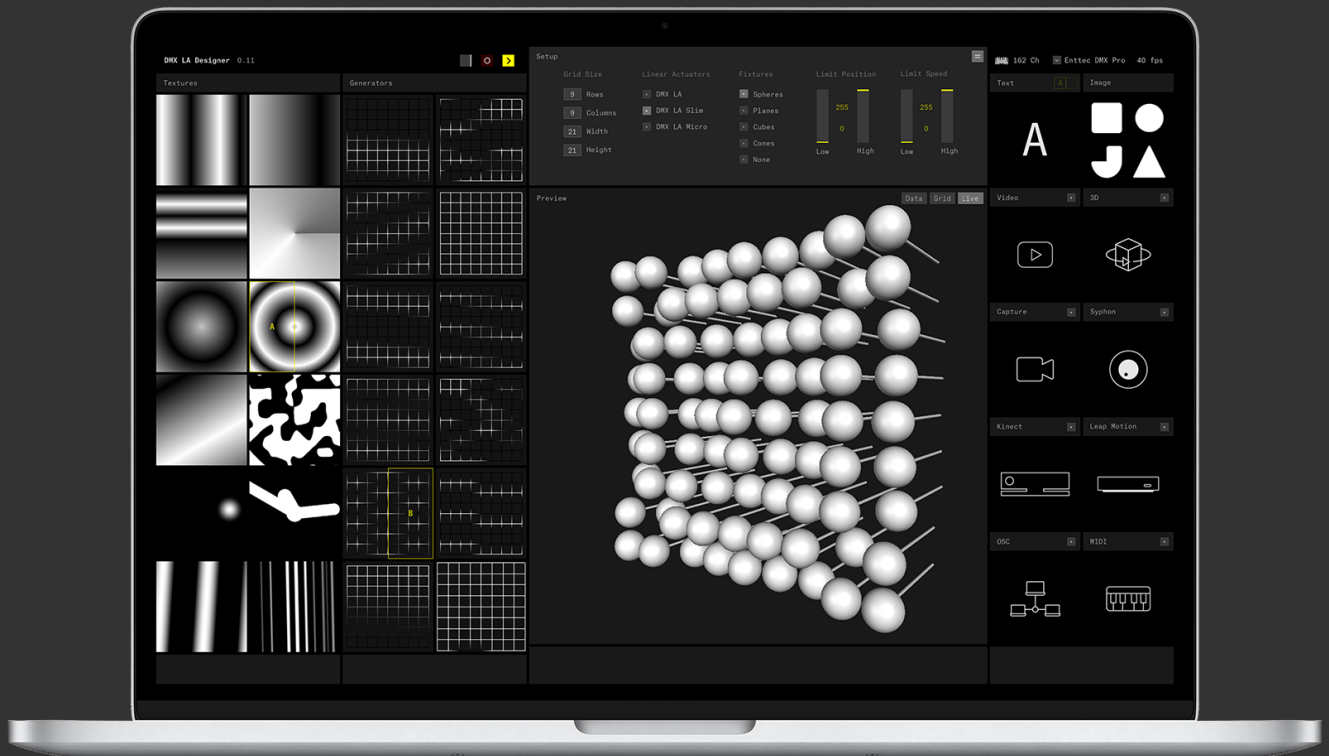 DMX LA Designer 0.11
Textures
Generators
A
B
Setup
Grid Size
9 Rows
9 Columns
21 Width
21 Height
Linear Actuators
DMX LA
DMX LA Slim
DMX LA Micro
Fixtures
Spheres
Planes
Cubes
Cones
None
Limit Position
255
0
Low High
Limit Speed
255
0
Low High
Preview
Data Grid Live
162 Ch Enttec DMX Pro 40 fps
Text A Image
A
Video 3D
Capture Syphon
Kinect Leap Motion
OSC MIDI